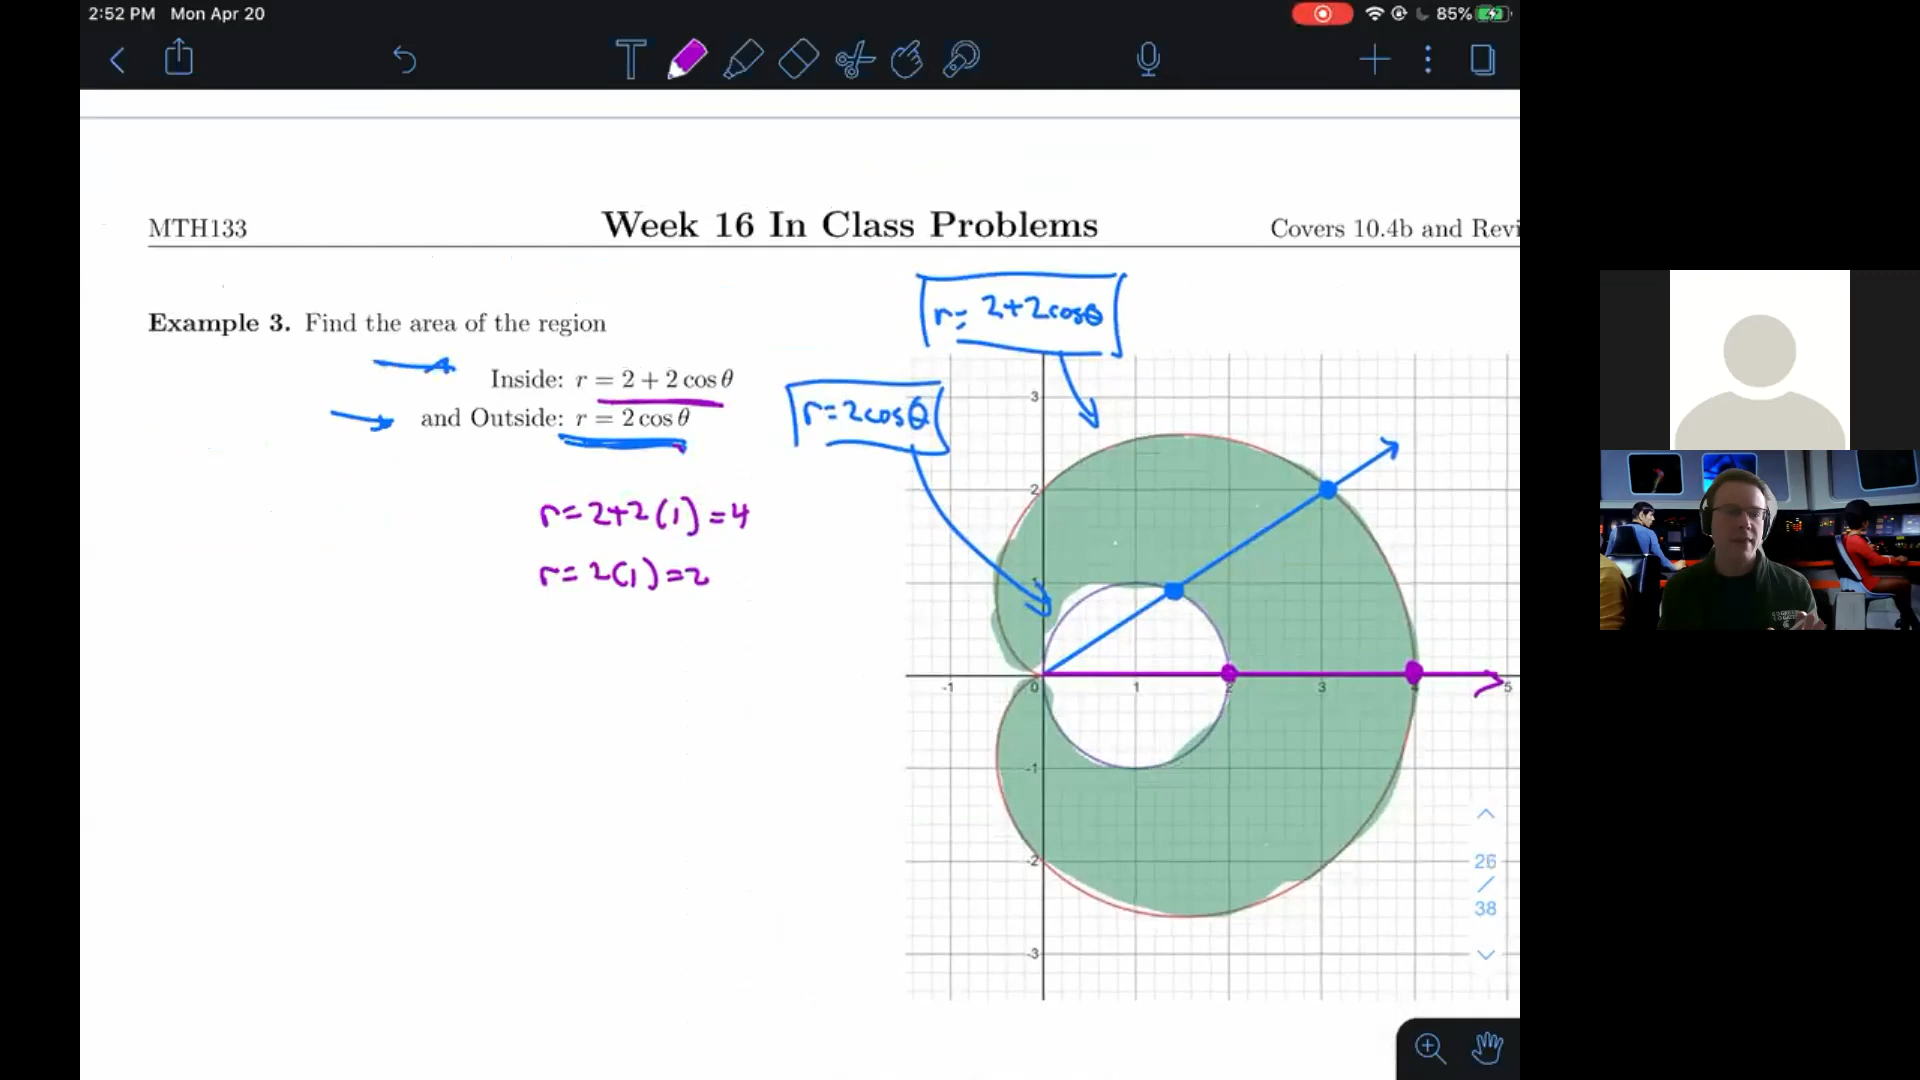 2:52 PM Mon Apr 20
85%
MTH133
Week 16 In Class Problems
Covers 10.4b and Revi
Example 3. Find the area of the region
Inside: r = 2 + 2 cos θ
and Outside: r = 2 cos θ
r = 2+2cosθ
r=2cosθ
r=2+2(1)=4
r=2(1)=2
3
2
1
-1 0 1 2 3 4 5
-1
-2
-3
26
/
38